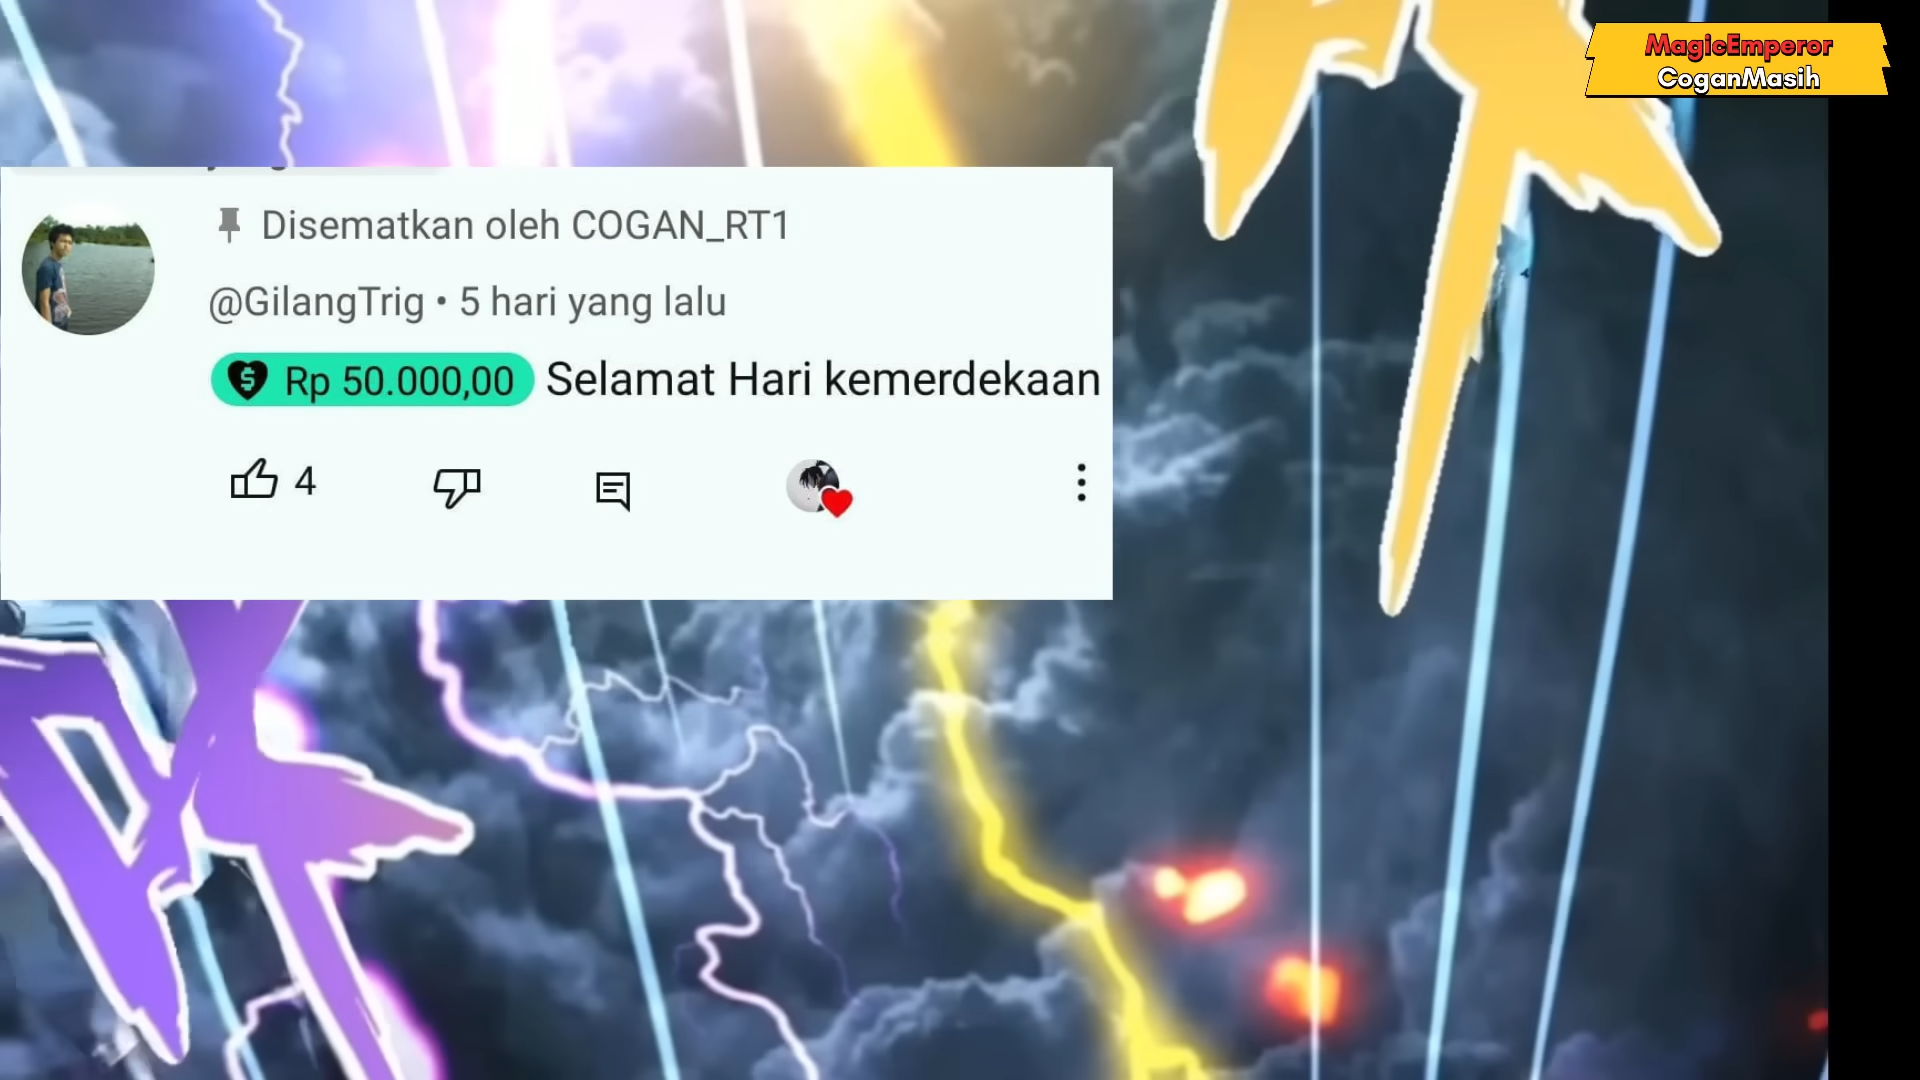 MagicEmperor
CoganMasih
Disematkan oleh COGAN_RT1
@GilangTrig • 5 hari yang lalu
Rp 50.000,00 Selamat Hari kemerdekaan
4